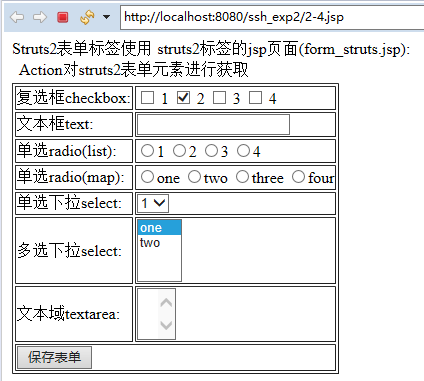 http://localhost:8080/ssh_exp2/2-4.jsp
Struts2表单标签使用 struts2标签的jsp页面(form_struts.jsp):
Action对struts2表单元素进行获取
复选框checkbox: 1 2 3 4
文本框text:
单选radio(list): 1 2 3 4
单选radio(map): one two three four
单选下拉select: 1
多选下拉select: one
two
文本域textarea:
保存表单